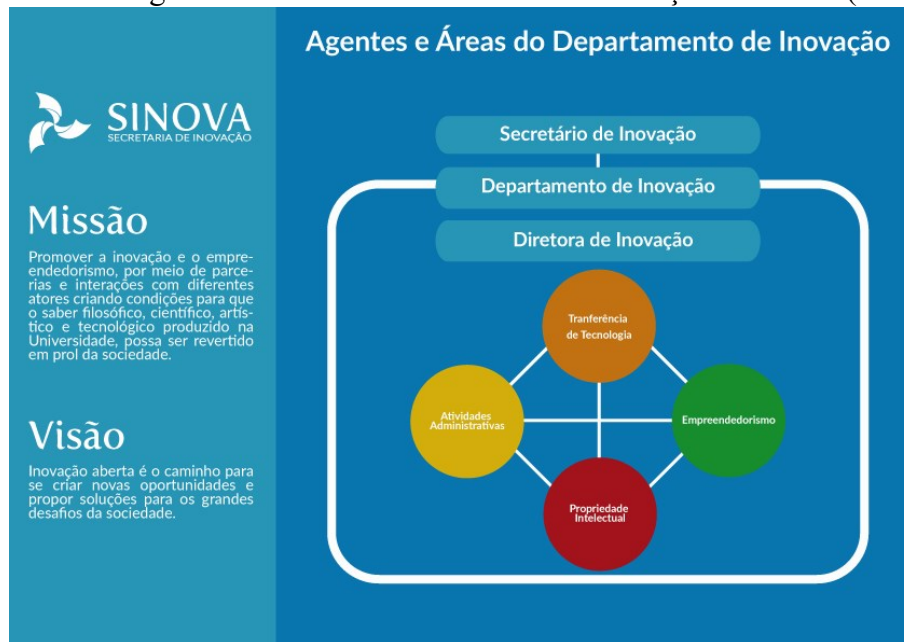 Agentes e Áreas do Departamento de Inovação
SINOVA
SECRETARIA DE INOVAÇÃO
Missão
Promover a inovação e o empre-
endedorismo, por meio de parce-
rias e interações com diferentes
atores criando condições para que
o saber filosófico, científico, artís-
tico e tecnológico produzido na
Universidade, possa ser revertido
em prol da sociedade.
Visão
Inovação aberta é o caminho para
se criar novas oportunidades e
propor soluções para os grandes
desafios da sociedade.
Secretário de Inovação
Departamento de Inovação
Diretora de Inovação
Tranferência
de Tecnologia
Atividades
Administrativas
Empreendedorismo
Propriedade
Intelectual